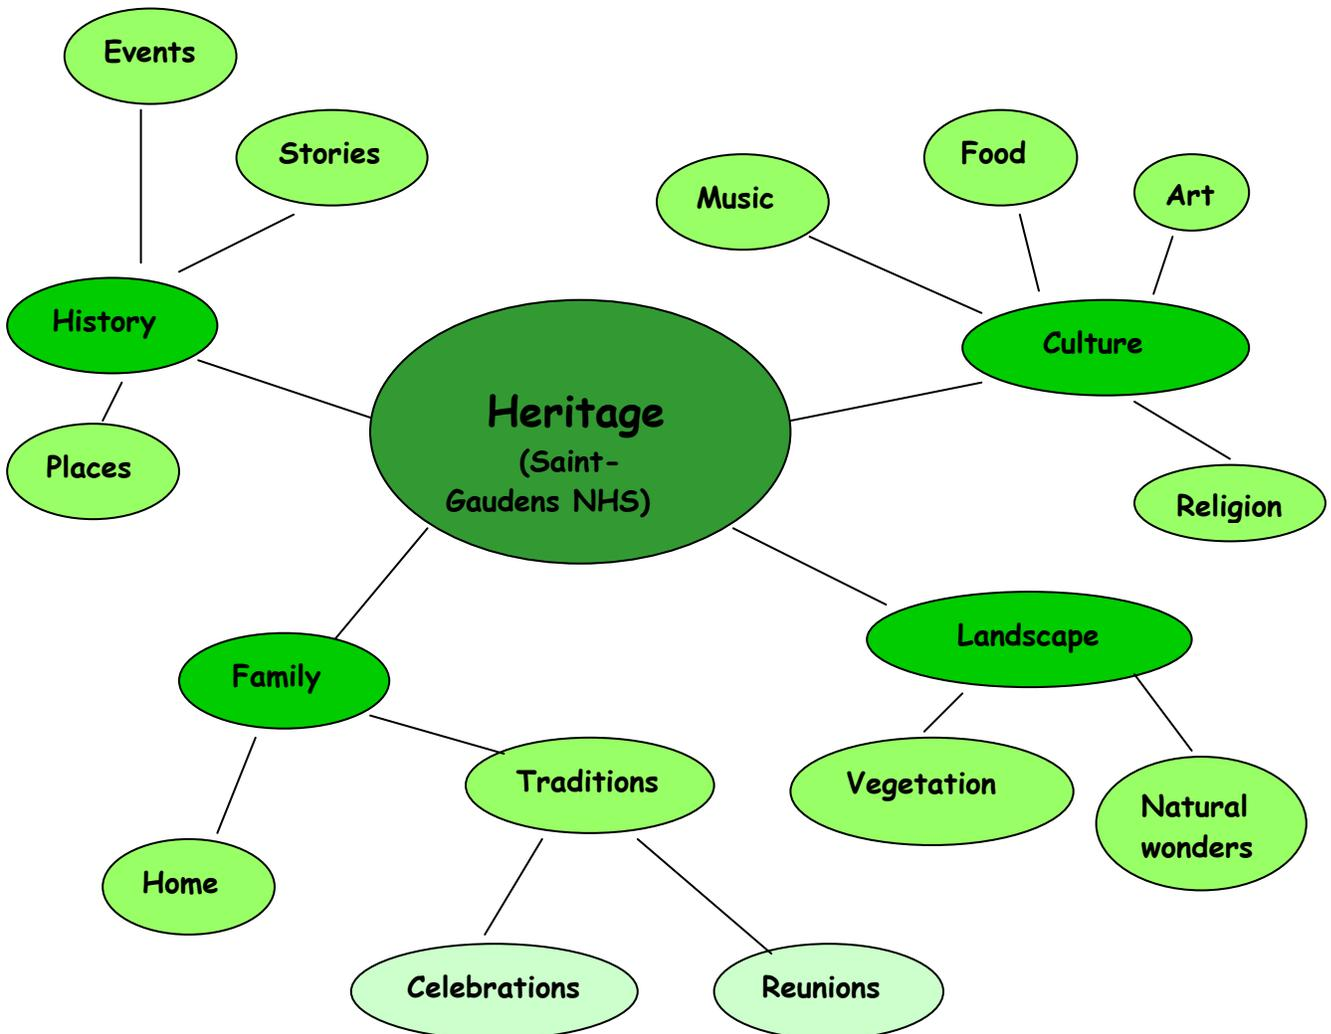 Events
Stories
Food
Music
Art
History
Culture
Heritage
(Saint-
Gaudens NHS)
Places
Religion
Landscape
Family
Traditions
Vegetation
Natural
wonders
Home
Celebrations
Reunions